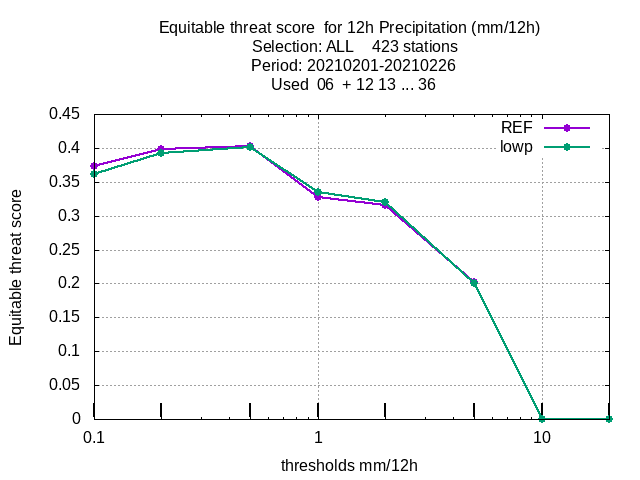 Equitable threat score  for 12h Precipitation (mm/12h)
Selection: ALL    423 stations
Period: 20210201-20210226
Used  06  + 12 13 ... 36
REF
lowp
0.45
0.4
0.35
0.3
0.25
0.2
0.15
0.1
0.05
0
Equitable threat score
0.1 1 10
thresholds mm/12h